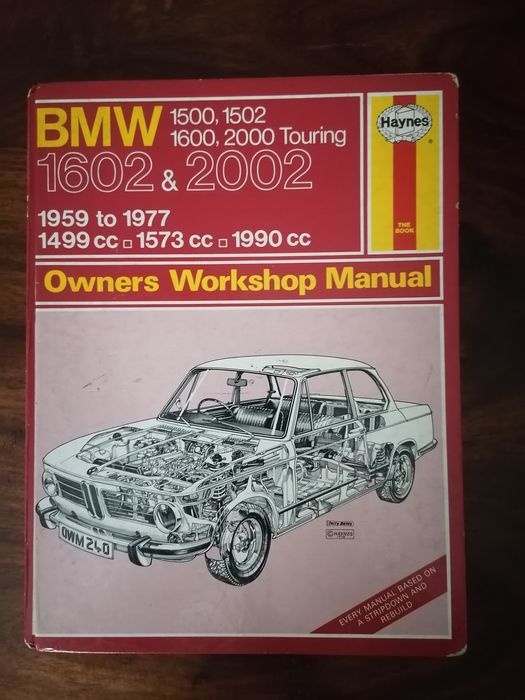 BMW
1500, 1502
1600, 2000 Touring
1602 & 2002
1959 to 1977
1499 cc □ 1573 cc □ 1990 cc
Haynes
®
THE
BOOK
Owners Workshop Manual
OWM 240
Terry Davey
© HAYNES
EVERY MANUAL BASED ON
A STRIPDOWN AND
REBUILD